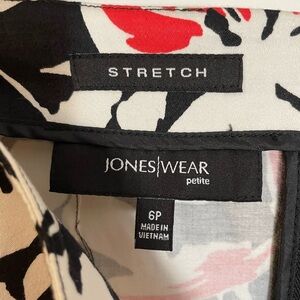 STRETCH
JONES|WEAR
petite
6P
MADE IN
VIETNAM